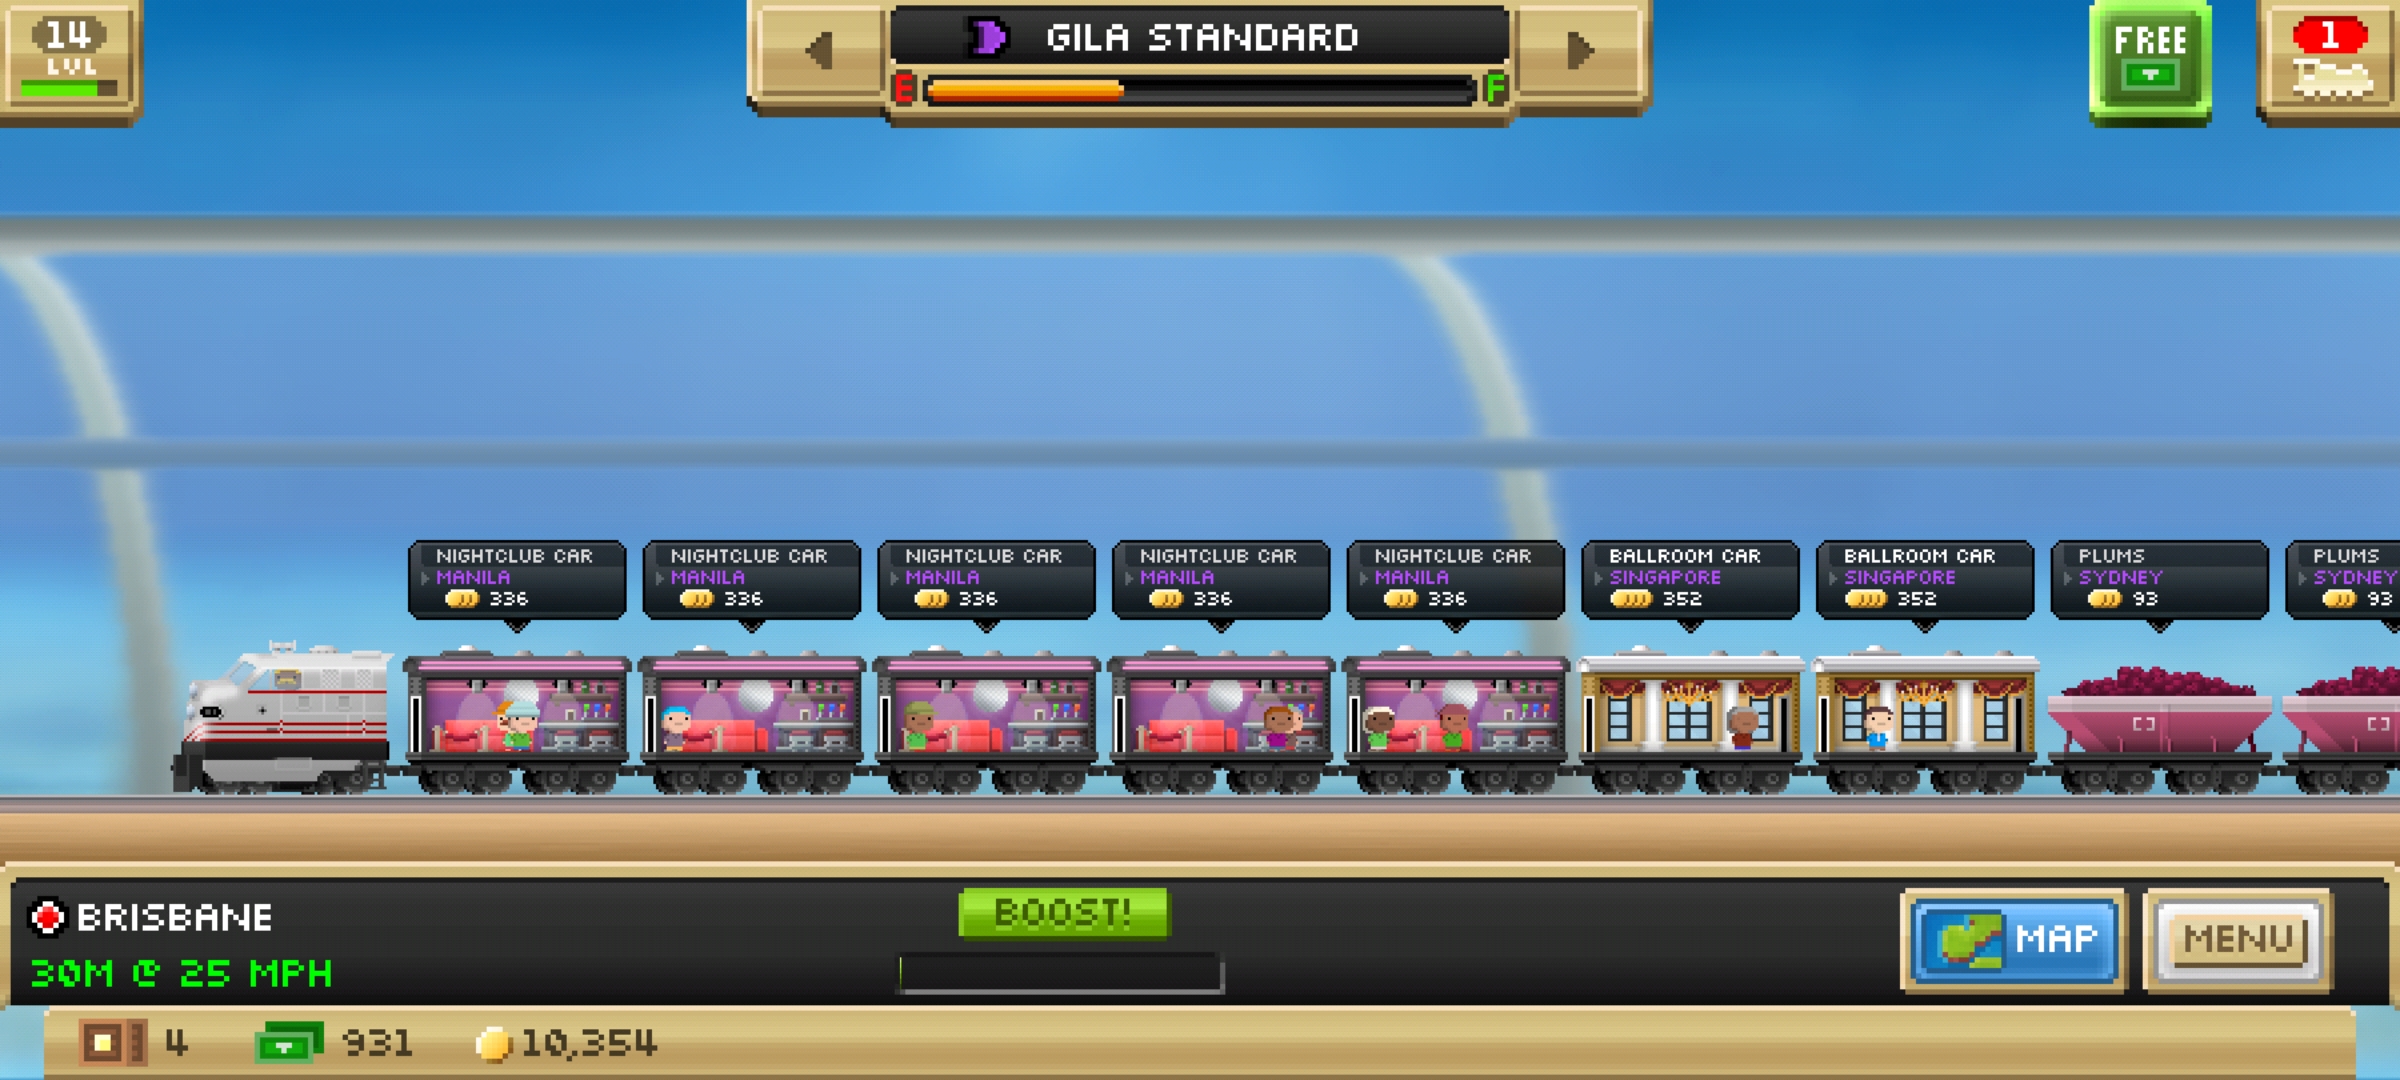 14
LVL
GILA STANDARD
E
F
FREE
1
NIGHTCLUB CAR
MANILA
336
NIGHTCLUB CAR
MANILA
336
NIGHTCLUB CAR
MANILA
336
NIGHTCLUB CAR
MANILA
336
NIGHTCLUB CAR
MANILA
336
BALLROOM CAR
SINGAPORE
352
BALLROOM CAR
SINGAPORE
352
PLUMS
SYDNEY
93
PLUMS
SYDNEY
93
BRISBANE
30M @ 25 MPH
BOOST!
MAP
MENU
4
931
10,354